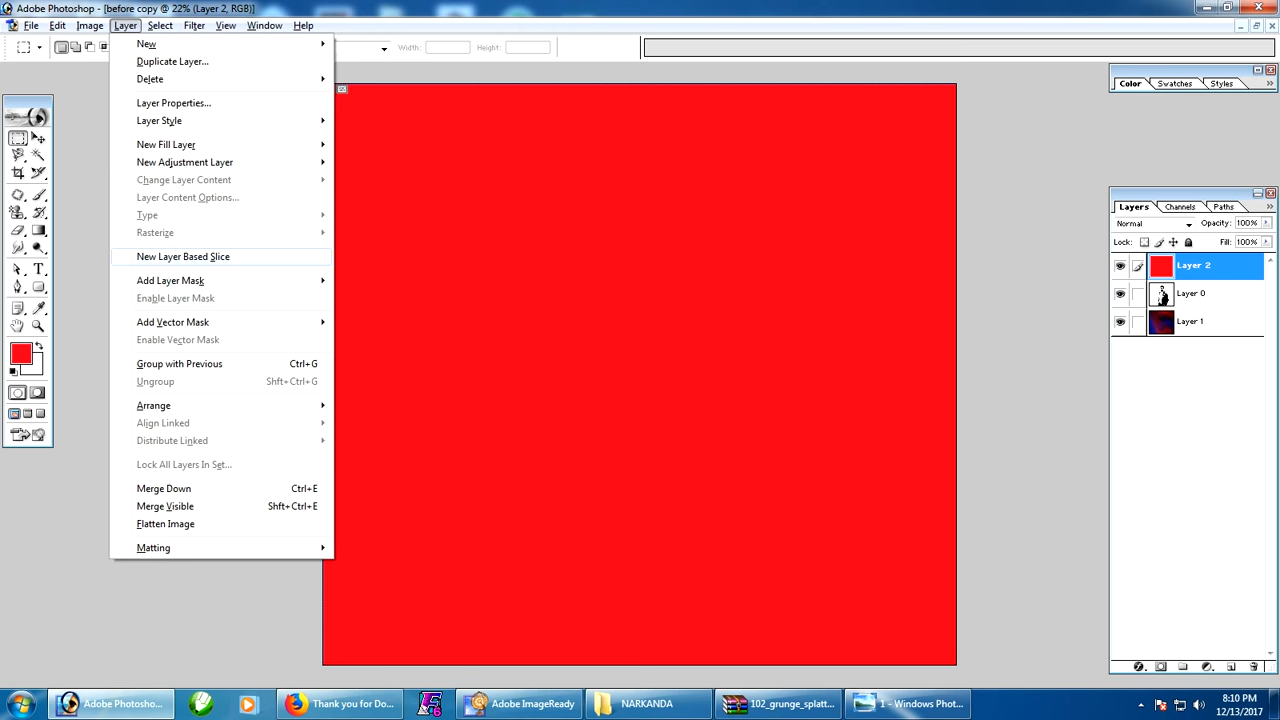 Adobe Photoshop - [before copy @ 22% (Layer 2, RGB)]
File Edit Image Layer Select Filter View Window Help
Width: Height:
New
Duplicate Layer...
Delete
Layer Properties...
Layer Style
New Fill Layer
New Adjustment Layer
Change Layer Content
Layer Content Options...
Type
Rasterize
New Layer Based Slice
Add Layer Mask
Enable Layer Mask
Add Vector Mask
Enable Vector Mask
Group with Previous Ctrl+G
Ungroup Shft+Ctrl+G
Arrange
Align Linked
Distribute Linked
Lock All Layers In Set...
Merge Down Ctrl+E
Merge Visible Shft+Ctrl+E
Flatten Image
Matting
Color Swatches Styles
Layers Channels Paths
Normal Opacity: 100%
Lock: Fill: 100%
Layer 2
Layer 0
Layer 1
Adobe Photosho... Thank you for Do... Adobe ImageReady NARKANDA 102_grunge_splatt... 1 - Windows Phot...
8:10 PM
12/13/2017